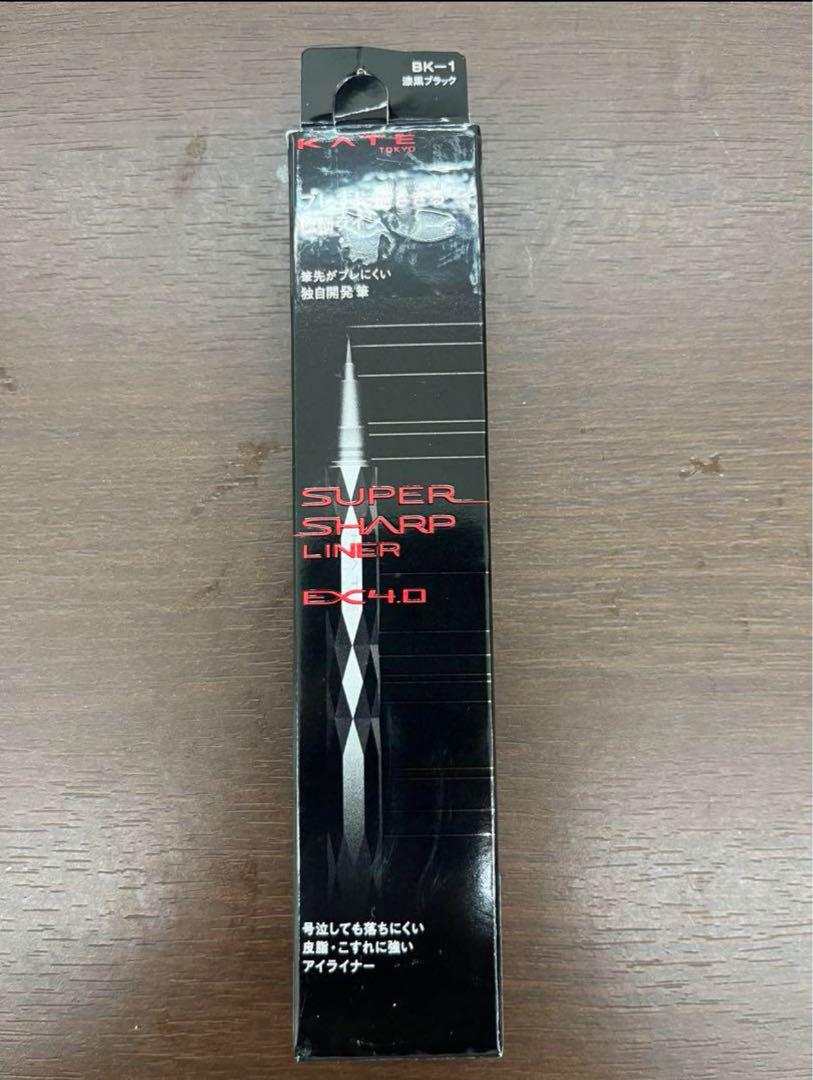 BK-1
漆黒ブラック
KATE
TOKYO
筆先がブレにくい
独自開発筆
SUPER
SHARP
LINER
EX4.0
号泣しても落ちにくい
皮脂・こすれに強い
アイライナー